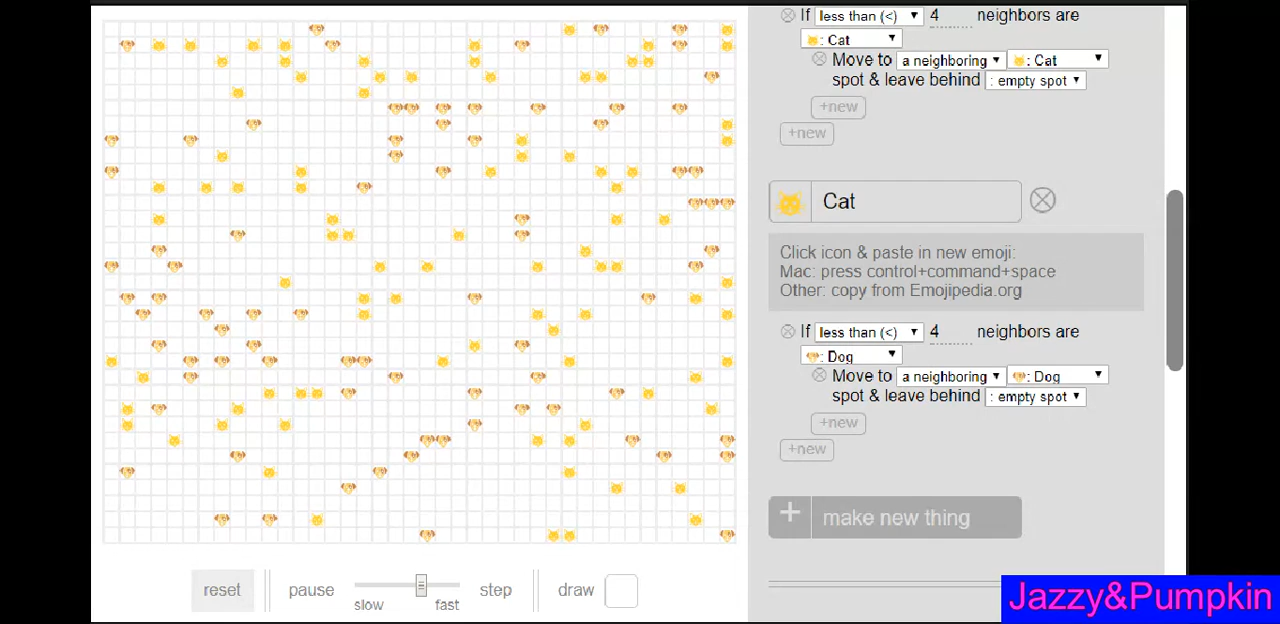 If less than (<) 4 neighbors are
: Cat
Move to a neighboring : Cat
spot & leave behind : empty spot
+new
+new
Cat
Click icon & paste in new emoji:
Mac: press control+command+space
Other: copy from Emojipedia.org
If less than (<) 4 neighbors are
: Dog
Move to a neighboring : Dog
spot & leave behind : empty spot
+new
+new
+ make new thing
reset pause slow fast step draw
Jazzy&Pumpkin